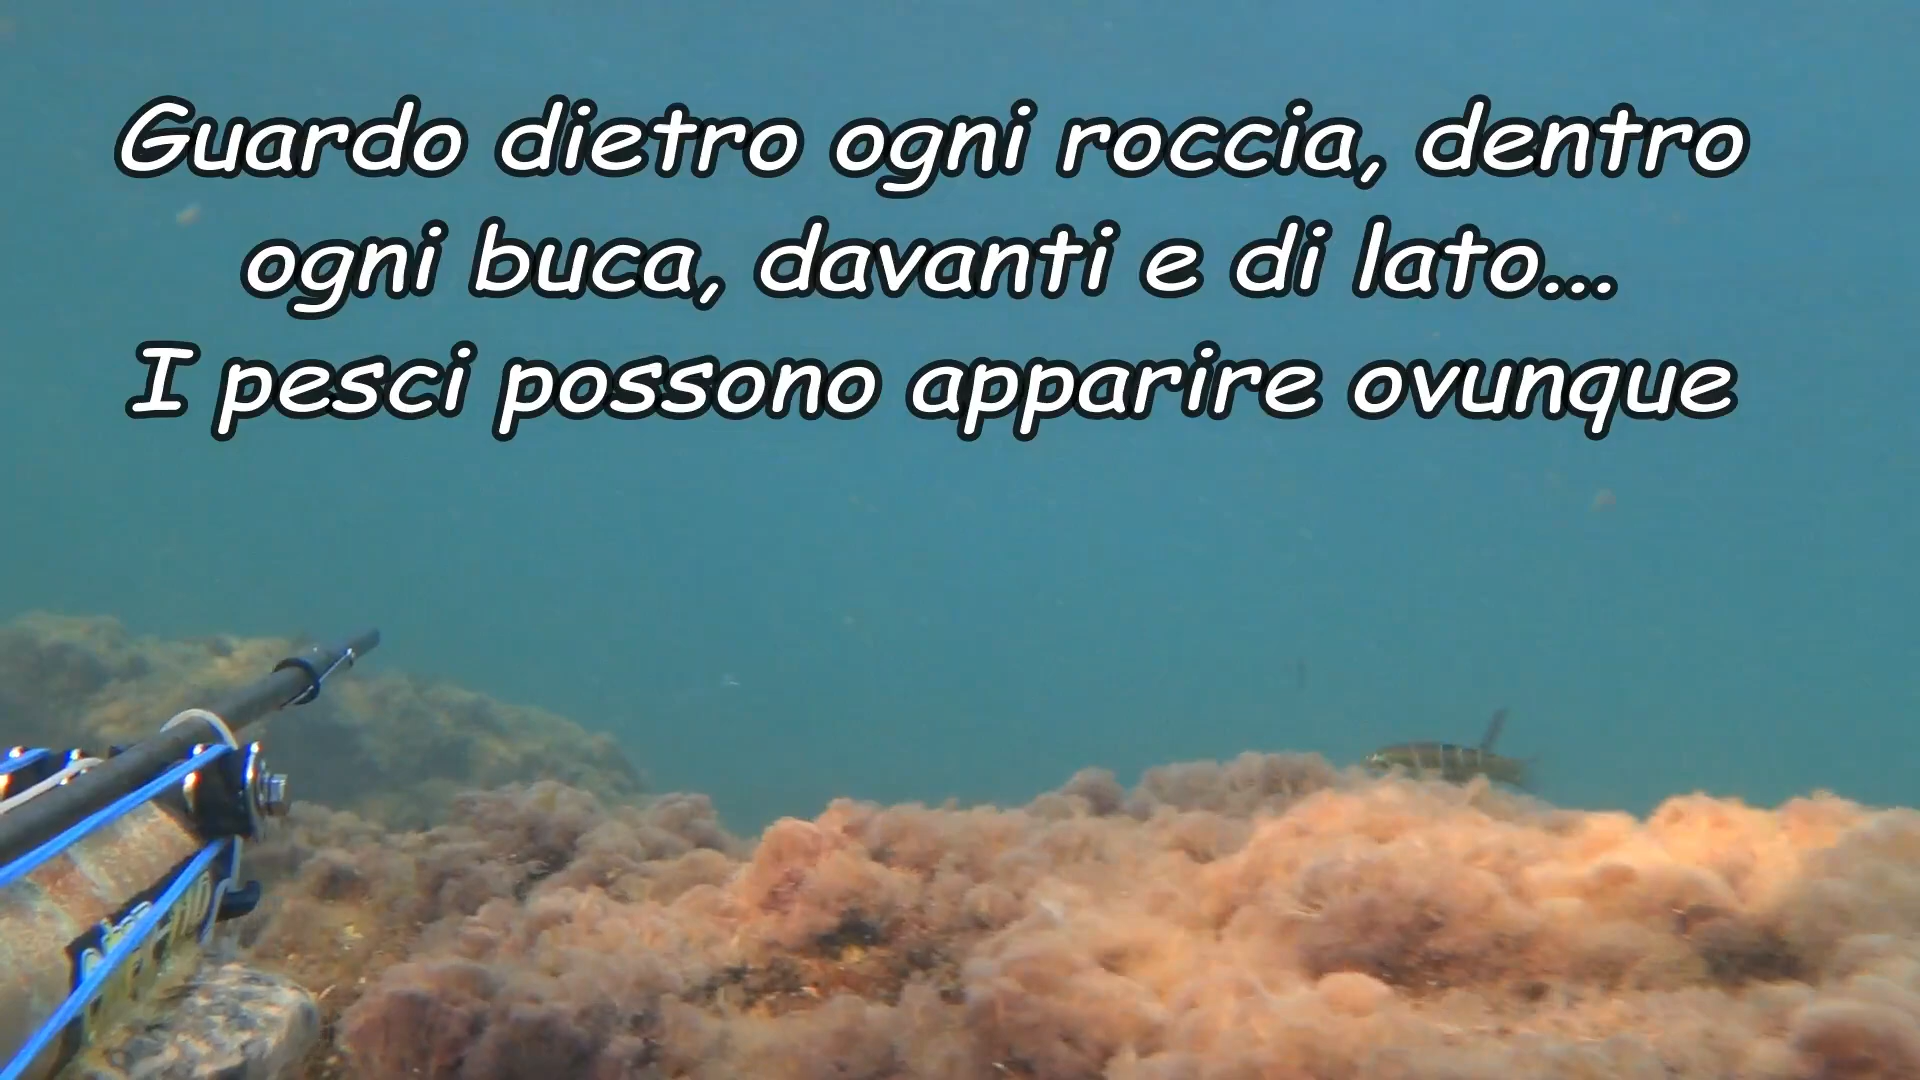 Guardo dietro ogni roccia, dentro
ogni buca, davanti e di lato...
I pesci possono apparire ovunque